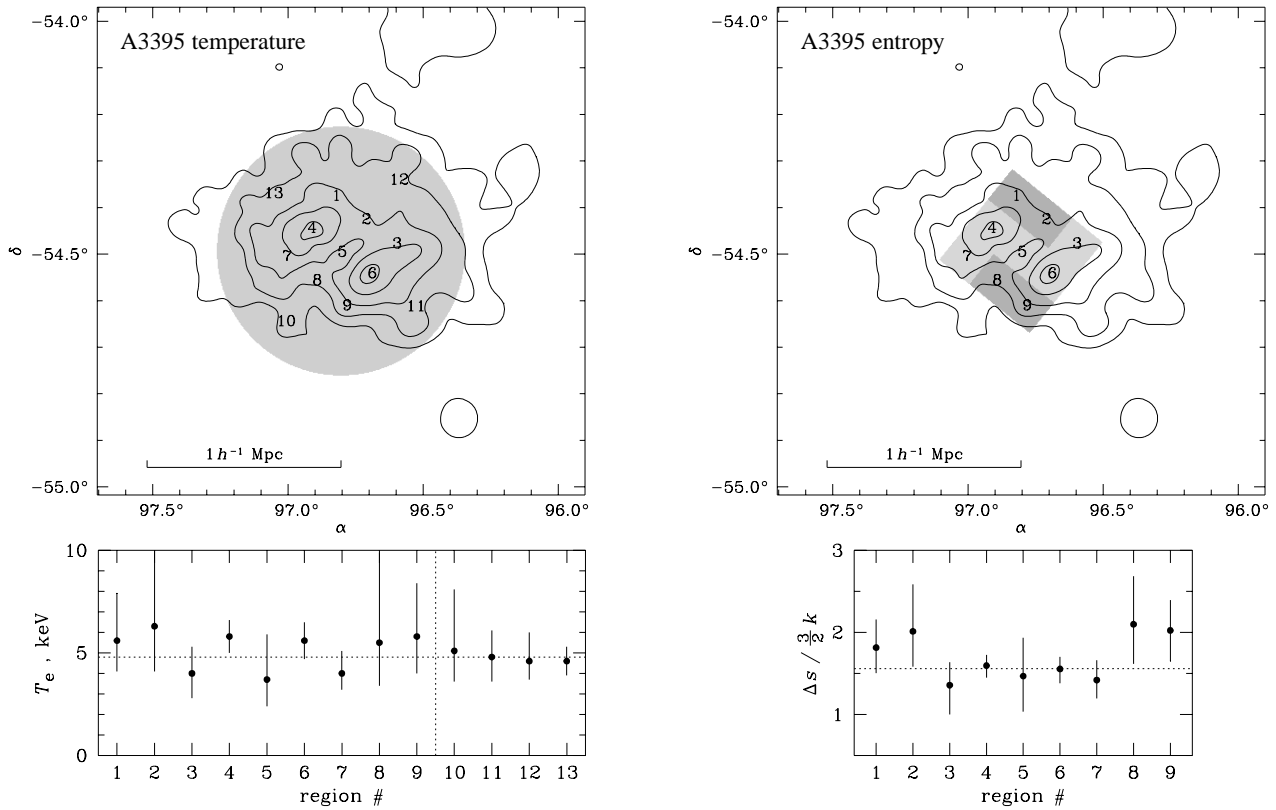 A3395 temperature
−54.0°
−54.5°
−55.0°
δ
13
1
12
2
4
3
7
5
6
8
9
11
10
1 h⁻¹ Mpc
97.5° 97.0° 96.5° 96.0°
α
A3395 entropy
−54.0°
−54.5°
−55.0°
δ
1
2
4
3
7
5
6
8
9
1 h⁻¹ Mpc
97.5° 97.0° 96.5° 96.0°
α
10
5
0
Tₑ , keV
1 2 3 4 5 6 7 8 9 10 11 12 13
region #
3
2
1
Δs / 3/2 k
1 2 3 4 5 6 7 8 9
region #